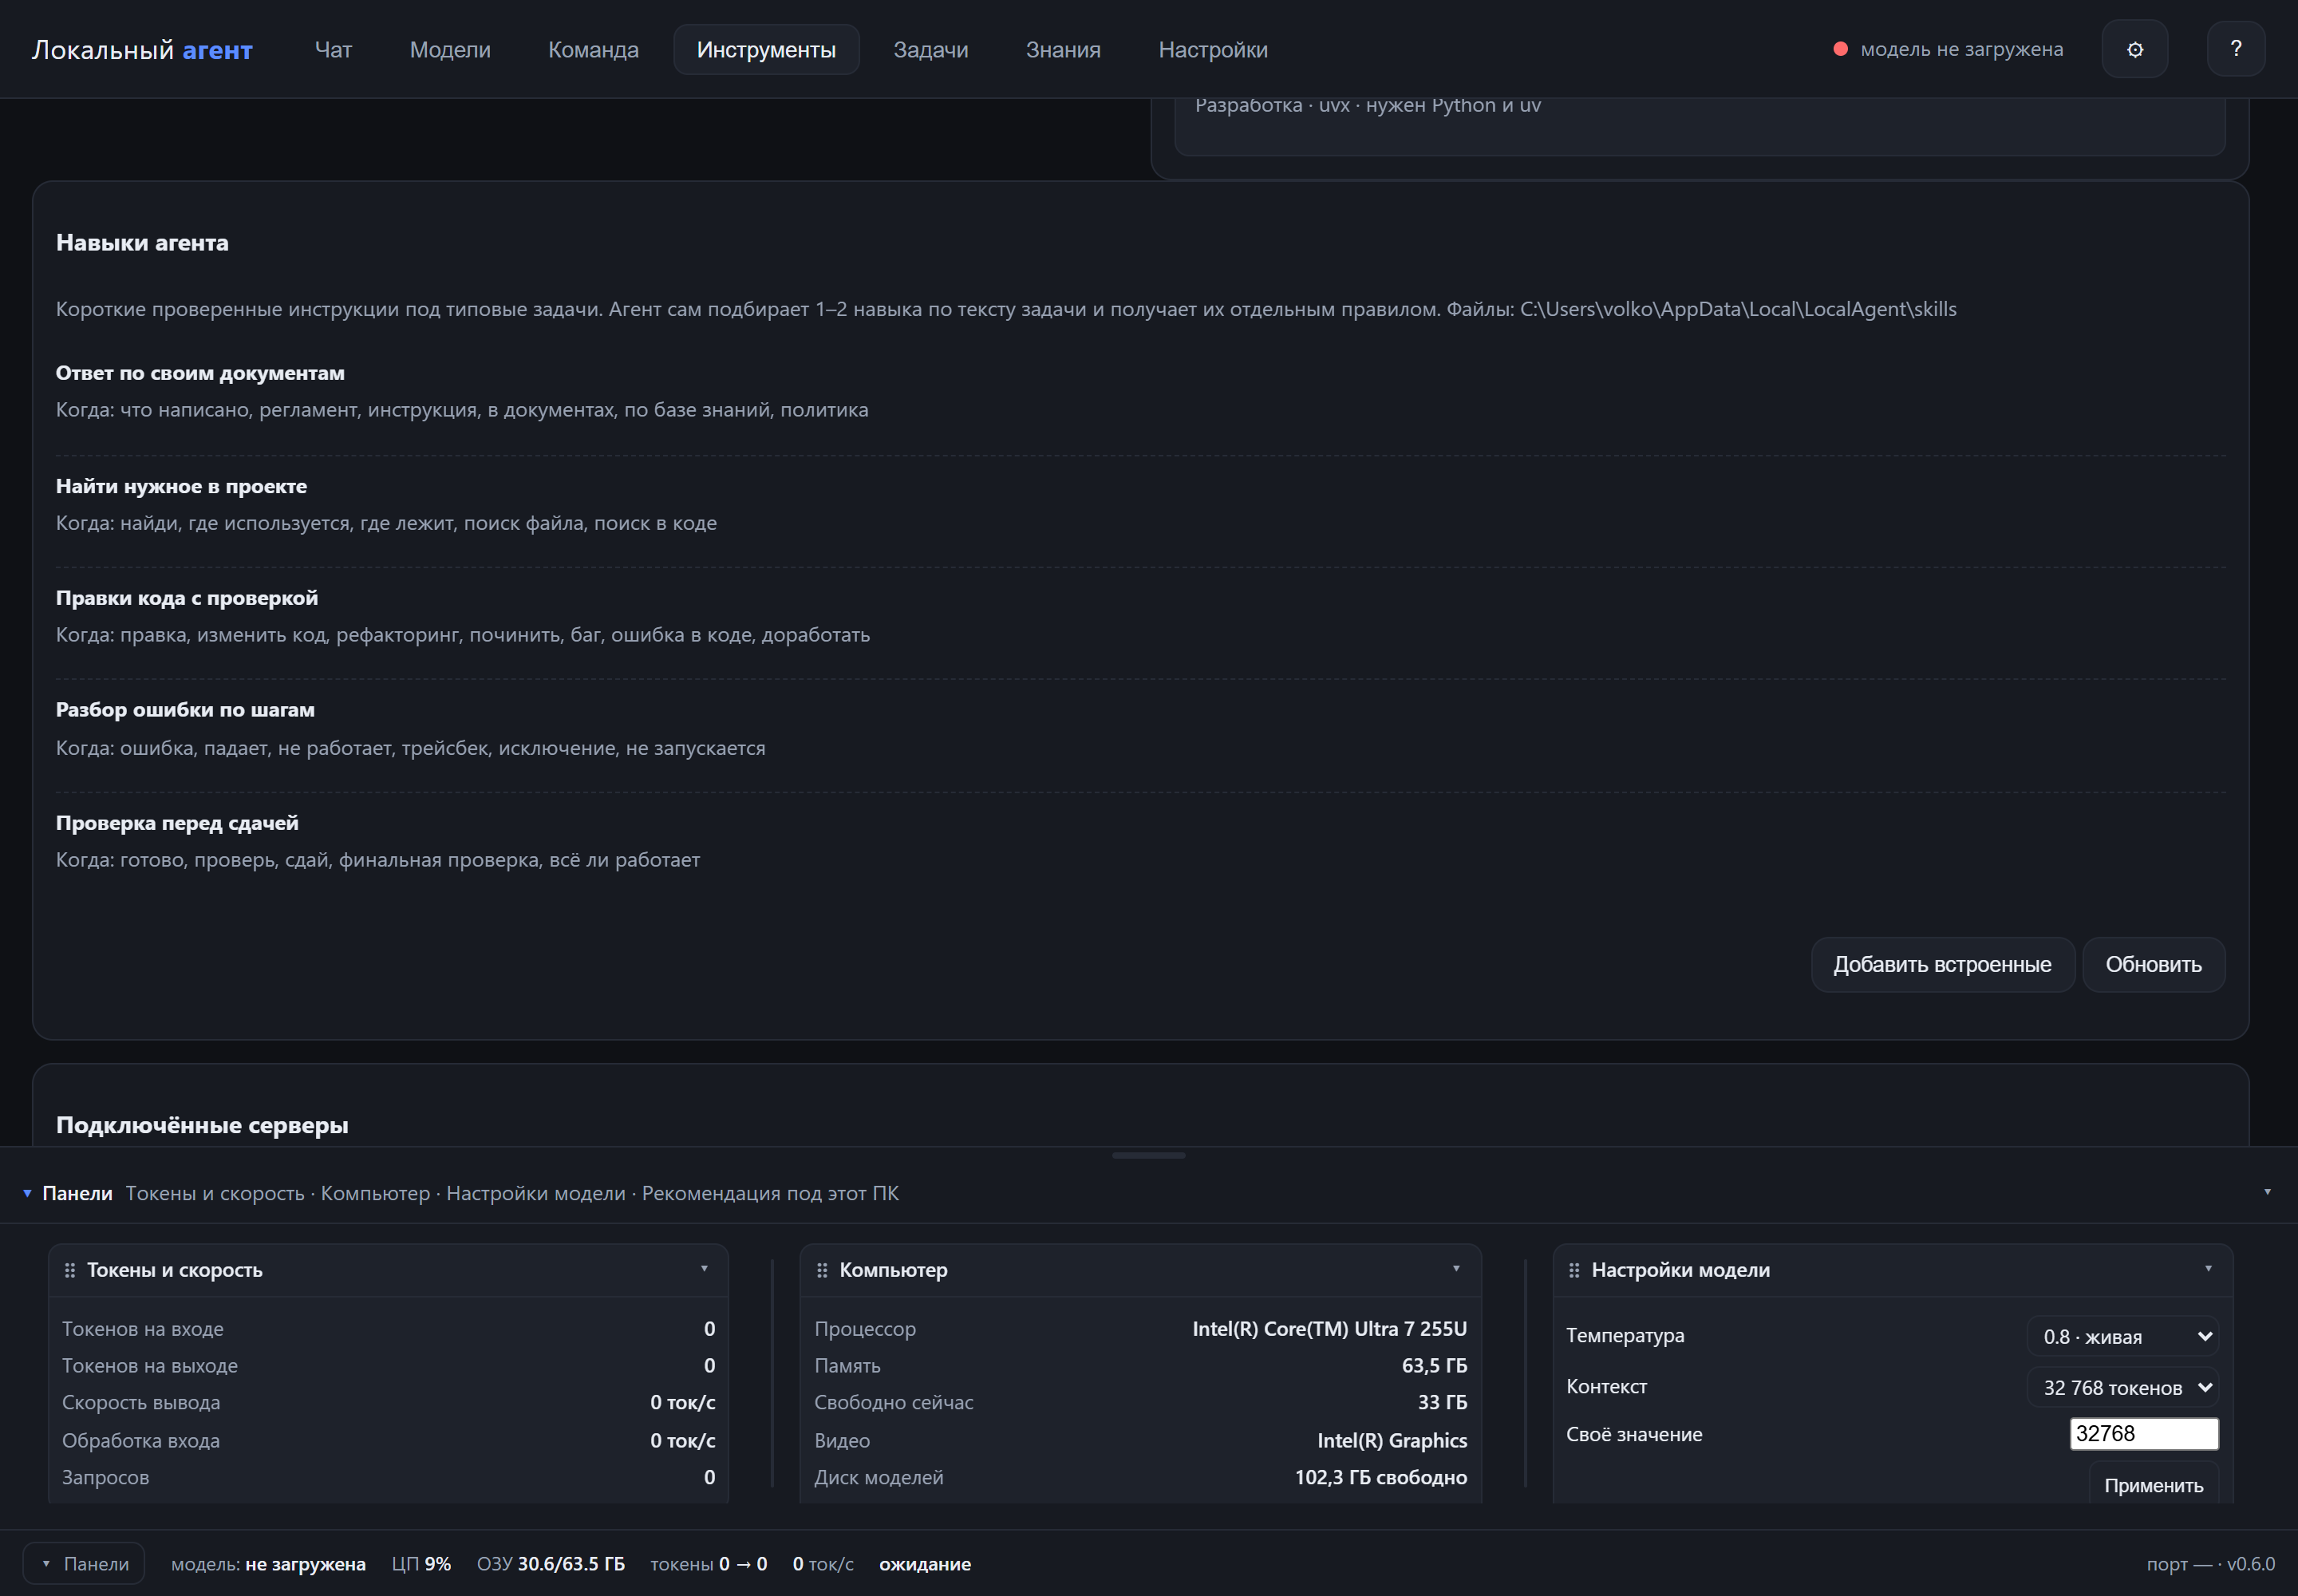 Локальный агент
Чат
Модели
Команда
Инструменты
Задачи
Знания
Настройки
модель не загружена
?
Разработка · uvx · нужен Python и uv
Навыки агента
Короткие проверенные инструкции под типовые задачи. Агент сам подбирает 1–2 навыка по тексту задачи и получает их отдельным правилом. Файлы: C:\Users\volko\AppData\Local\LocalAgent\skills
Ответ по своим документам
Когда: что написано, регламент, инструкция, в документах, по базе знаний, политика
Найти нужное в проекте
Когда: найди, где используется, где лежит, поиск файла, поиск в коде
Правки кода с проверкой
Когда: правка, изменить код, рефакторинг, починить, баг, ошибка в коде, доработать
Разбор ошибки по шагам
Когда: ошибка, падает, не работает, трейсбек, исключение, не запускается
Проверка перед сдачей
Когда: готово, проверь, сдай, финальная проверка, всё ли работает
Добавить встроенные
Обновить
Подключённые серверы
Панели Токены и скорость · Компьютер · Настройки модели · Рекомендация под этот ПК
Токены и скорость
Токенов на входе 0
Токенов на выходе 0
Скорость вывода 0 ток/с
Обработка входа 0 ток/с
Запросов 0
Компьютер
Процессор Intel(R) Core(TM) Ultra 7 255U
Память 63,5 ГБ
Свободно сейчас 33 ГБ
Видео Intel(R) Graphics
Диск моделей 102,3 ГБ свободно
Настройки модели
Температура 0.8 · живая
Контекст 32 768 токенов
Своё значение 32768
Применить
Панели
модель: не загружена
ЦП 9%
ОЗУ 30.6/63.5 ГБ
токены 0 → 0
0 ток/с
ожидание
порт — · v0.6.0